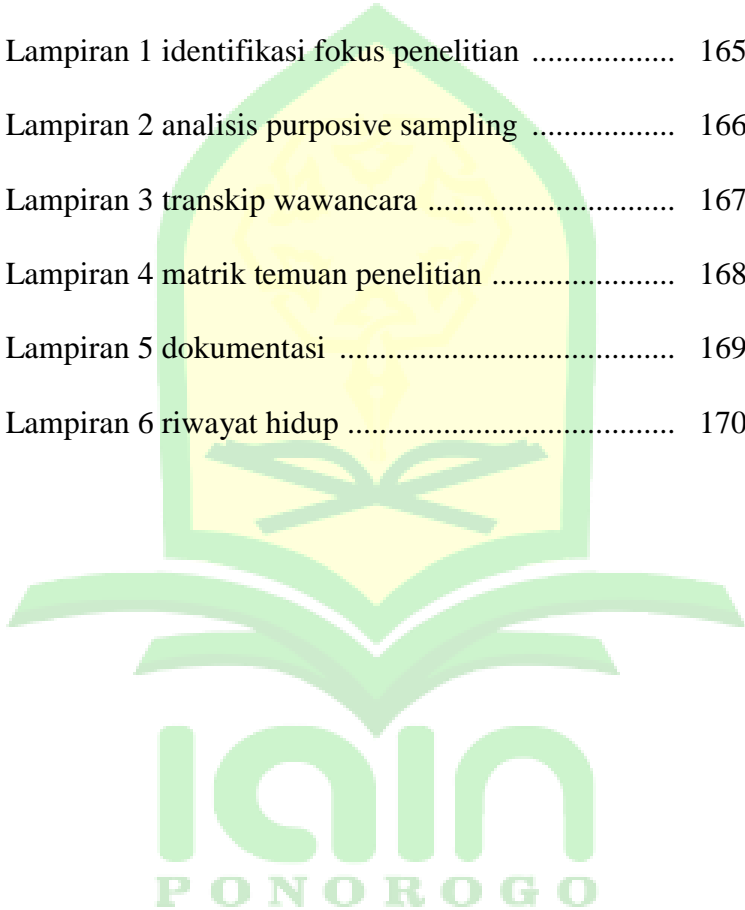 Lampiran 1 identifikasi fokus penelitian .................. 165
Lampiran 2 analisis purposive sampling .................. 166
Lampiran 3 transkip wawancara ............................... 167
Lampiran 4 matrik temuan penelitian ....................... 168
Lampiran 5 dokumentasi .......................................... 169
Lampiran 6 riwayat hidup ......................................... 170
iain
PONOROGO